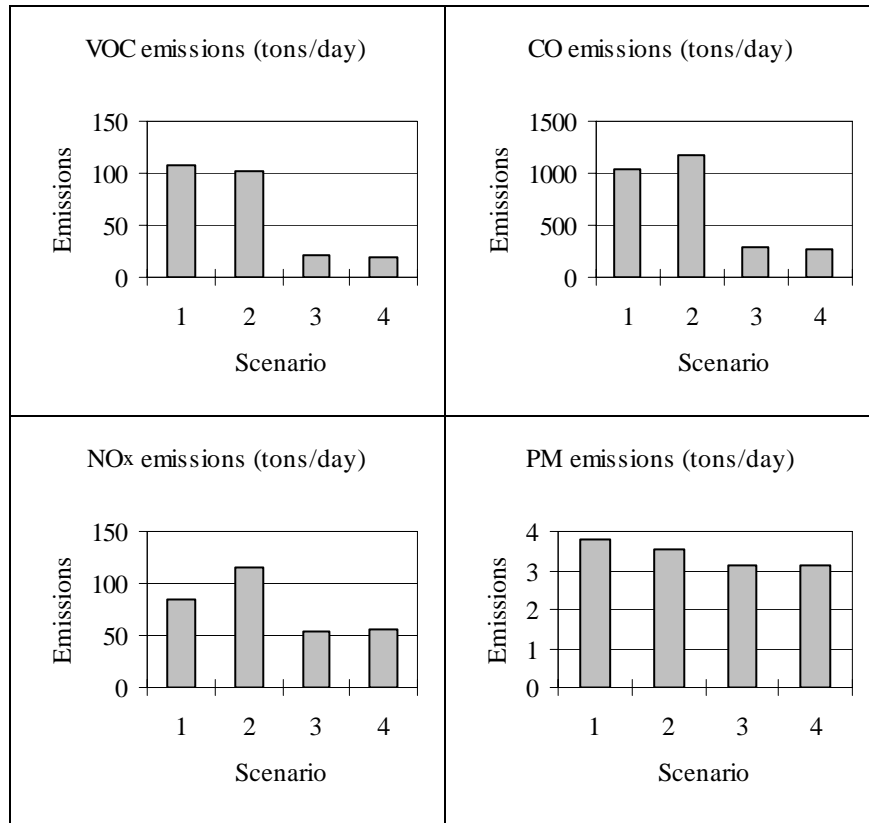 VOC emissions (tons/day)
150
100
50
0
Emissions
1 2 3 4
Scenario
CO emissions (tons/day)
1500
1000
500
0
Emissions
1 2 3 4
Scenario
NOx emissions (tons/day)
150
100
50
0
Emissions
1 2 3 4
Scenario
PM emissions (tons/day)
4
3
2
1
0
Emissions
1 2 3 4
Scenario